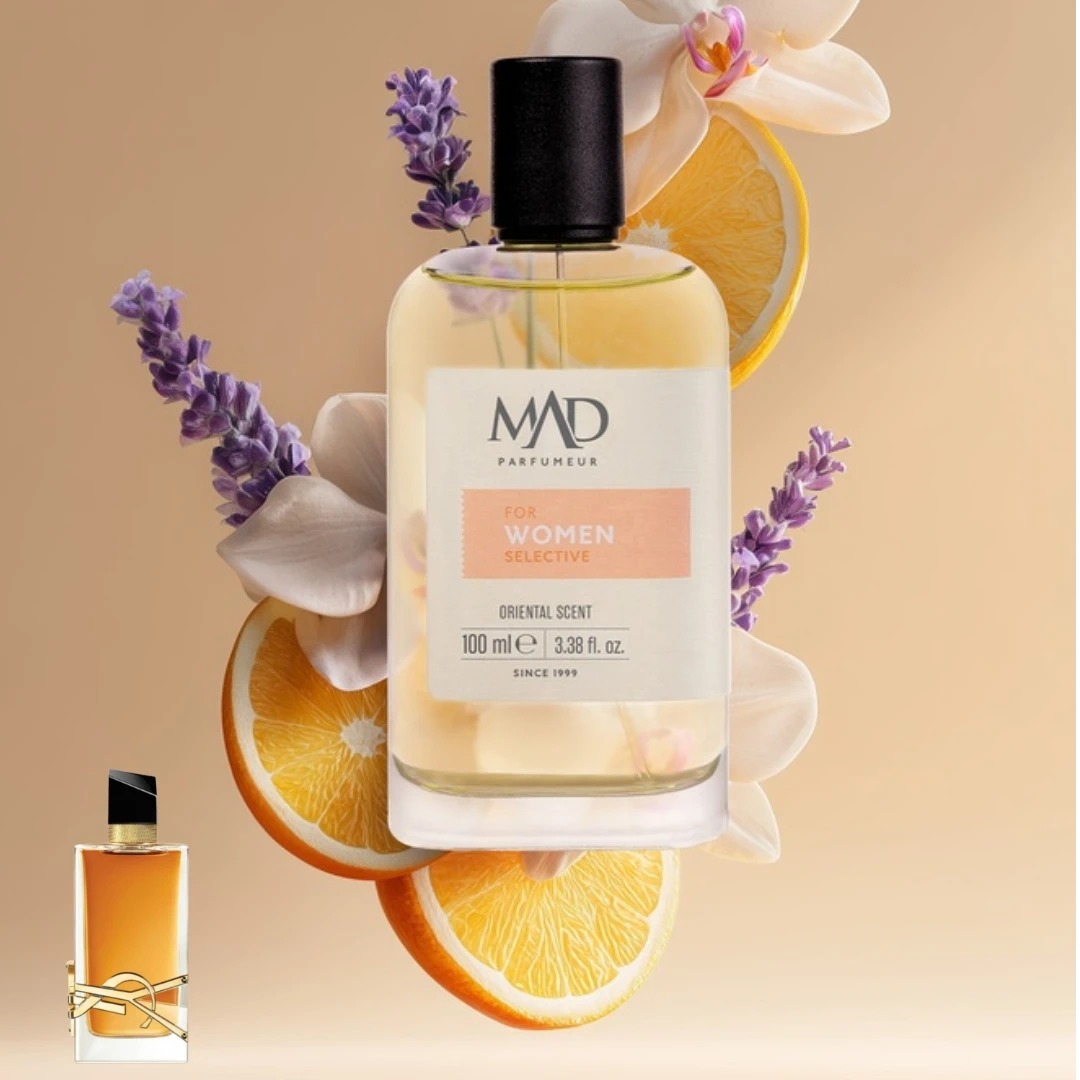 MAD
PARFUMEUR
FOR
WOMEN
SELECTIVE
ORIENTAL SCENT
100 ml ℮ 3.38 fl. oz.
SINCE 1999